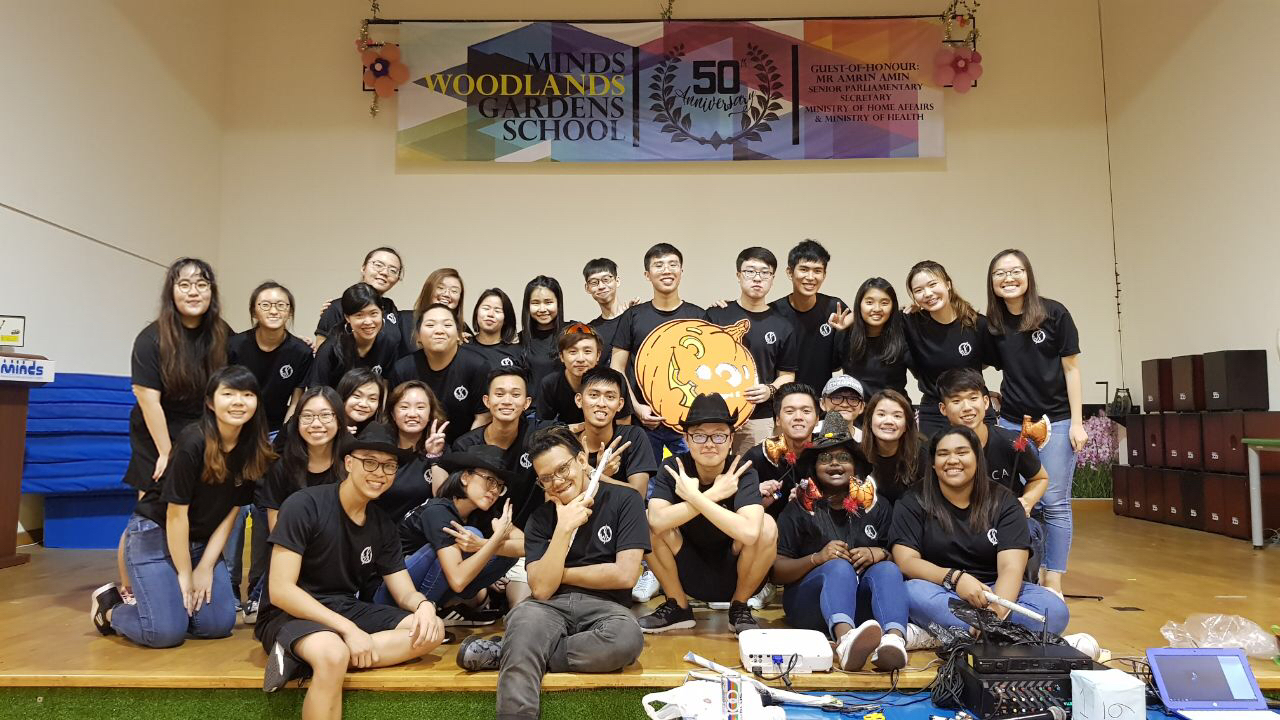 MINDS
WOODLANDS
GARDENS
SCHOOL
50th
Anniversary
GUEST-OF-HONOUR:
MR AMRIN AMIN
SENIOR PARLIAMENTARY
SECRETARY
MINISTRY OF HOME AFFAIRS
& MINISTRY OF HEALTH
minds
CA